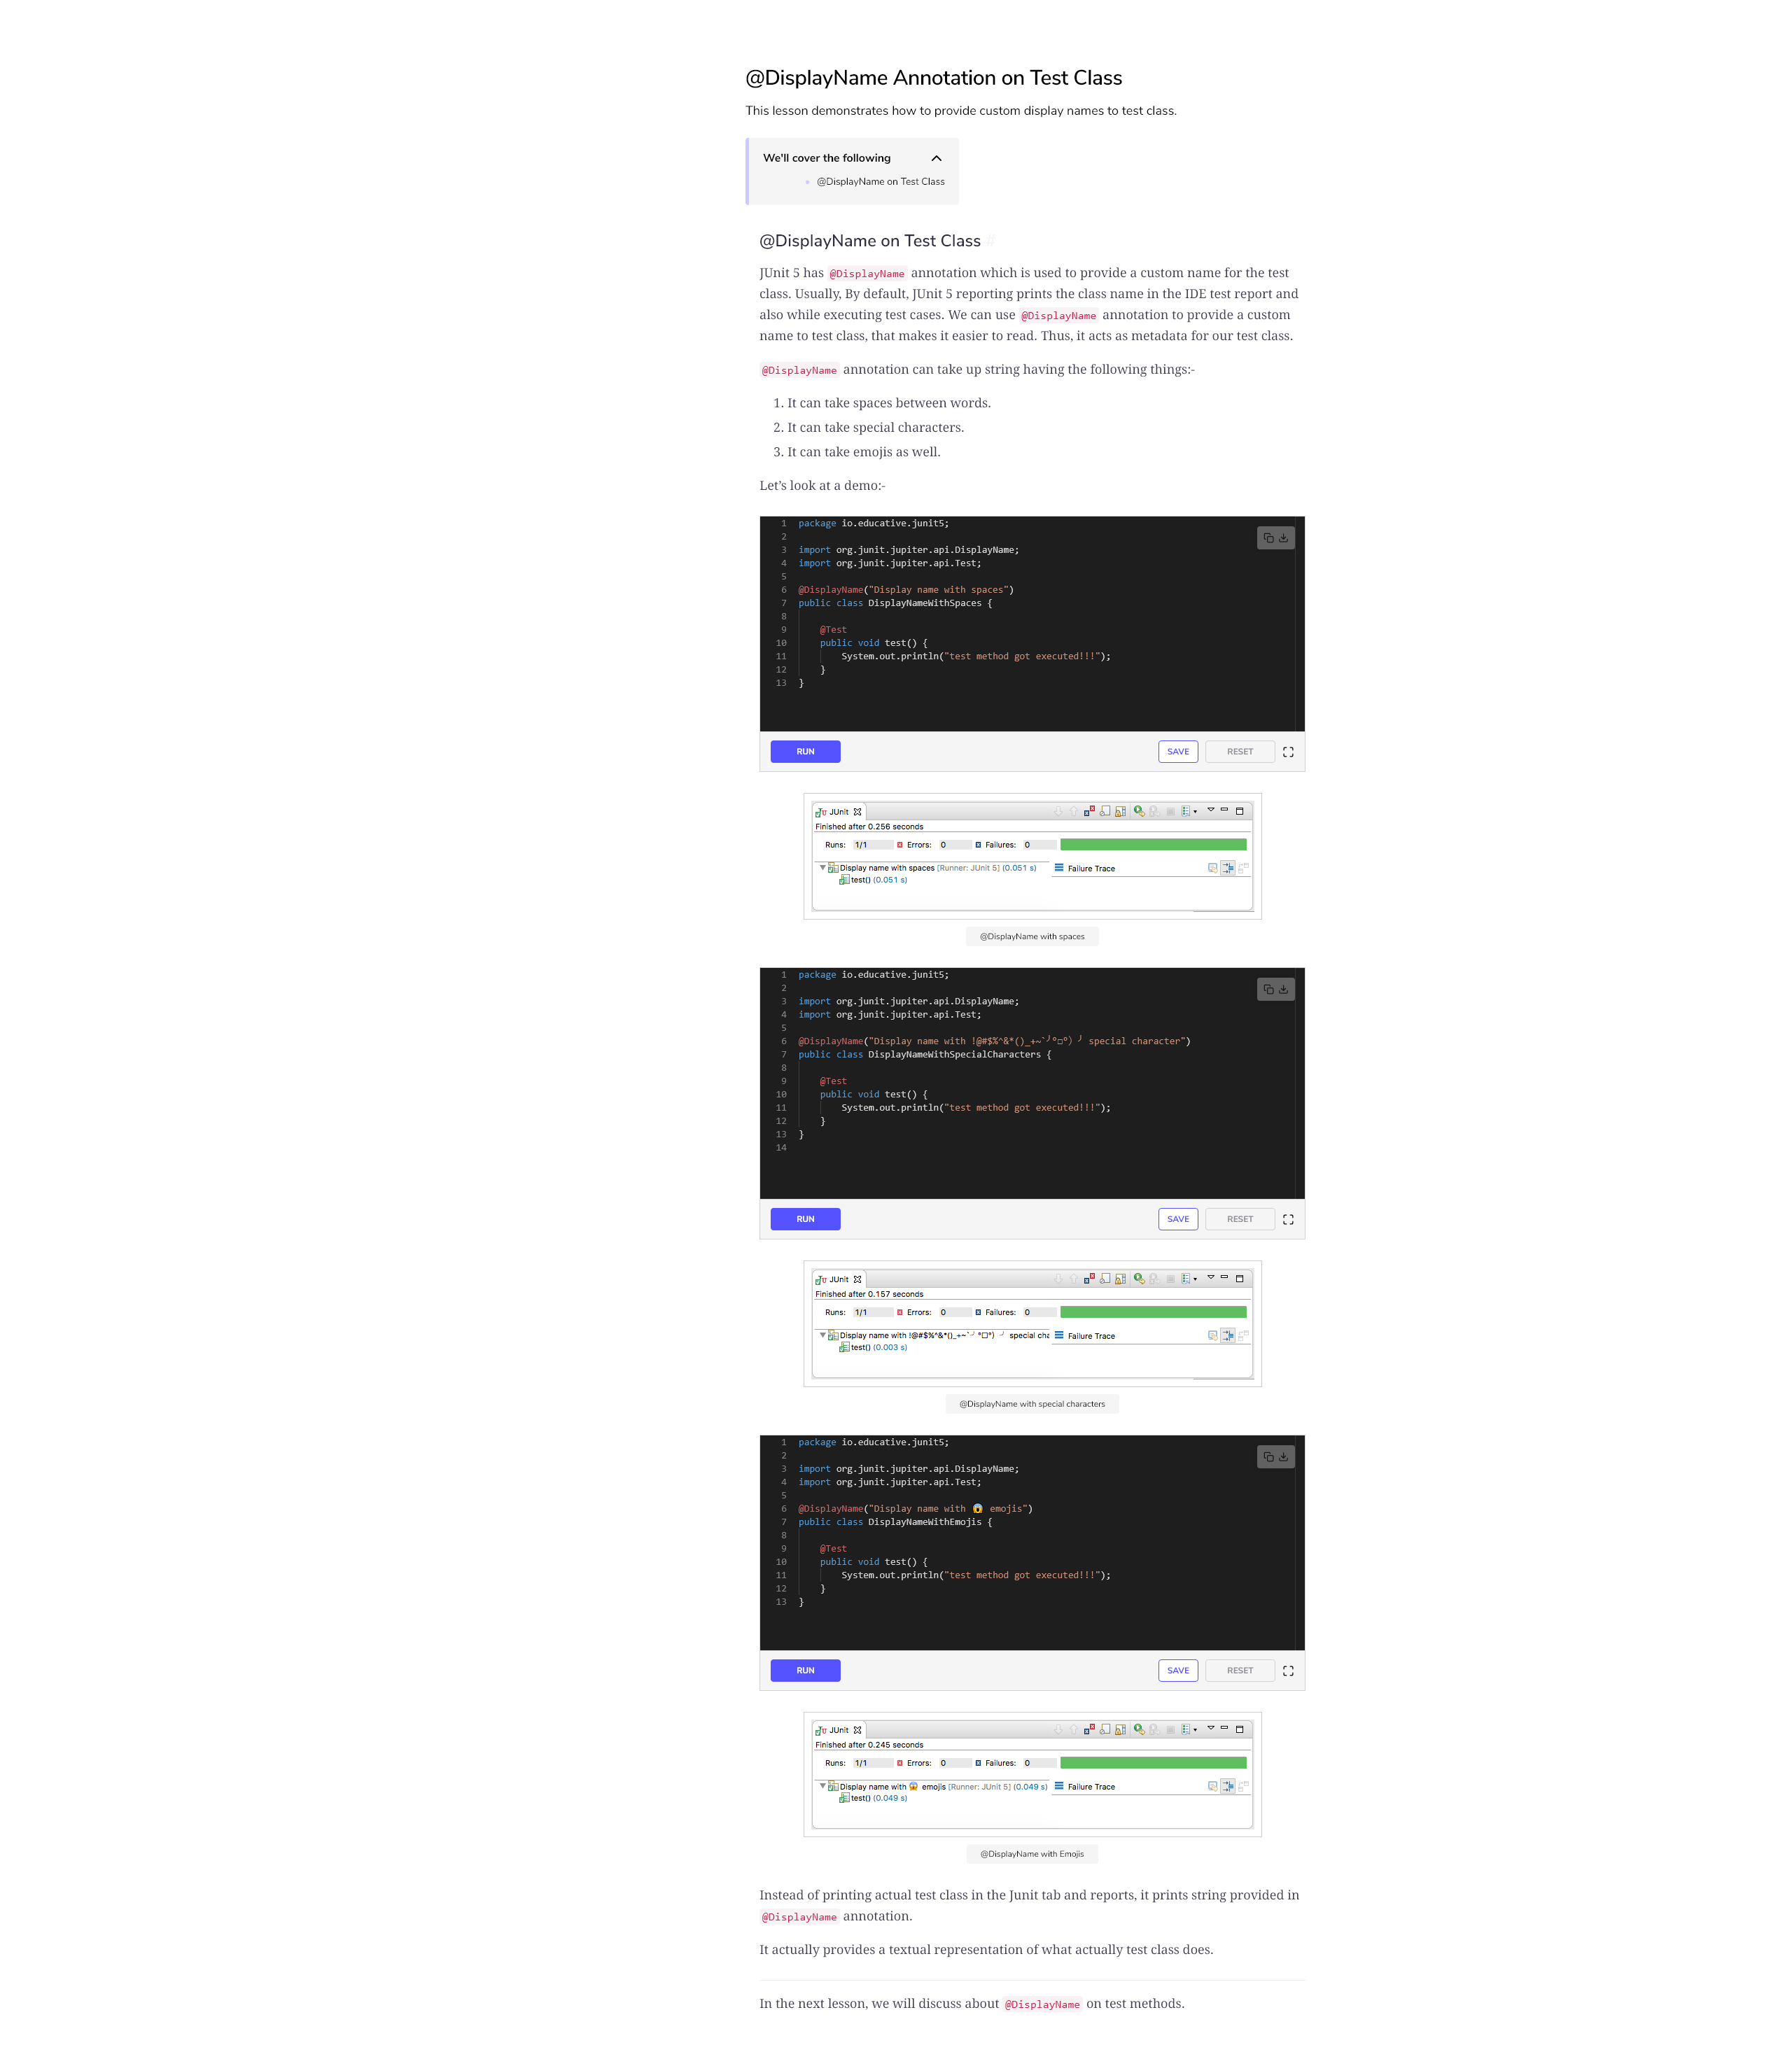 @DisplayName Annotation on Test Class
This lesson demonstrates how to provide custom display names to test class.
We'll cover the following
@DisplayName on Test Class
@DisplayName on Test Class #
JUnit 5 has @DisplayName annotation which is used to provide a custom name for the test
class. Usually, By default, JUnit 5 reporting prints the class name in the IDE test report and
also while executing test cases. We can use @DisplayName annotation to provide a custom
name to test class, that makes it easier to read. Thus, it acts as metadata for our test class.
@DisplayName annotation can take up string having the following things:-
1. It can take spaces between words.
2. It can take special characters.
3. It can take emojis as well.
Let's look at a demo:-
1 package io.educative.junit5;
2
3 import org.junit.jupiter.api.DisplayName;
4 import org.junit.jupiter.api.Test;
5
6 @DisplayName("Display name with spaces")
7 public class DisplayNameWithSpaces {
8
9 @Test
10 public void test() {
11 System.out.println("test method got executed!!!");
12 }
13 }
RUN SAVE RESET
JUnit
Finished after 0.256 seconds
Runs: 1/1 Errors: 0 Failures: 0
Display name with spaces [Runner: JUnit 5] (0.051 s) Failure Trace
test() (0.051 s)
@DisplayName with spaces
1 package io.educative.junit5;
2
3 import org.junit.jupiter.api.DisplayName;
4 import org.junit.jupiter.api.Test;
5
6 @DisplayName("Display name with !@#$%^&*()_+~`╯°□°）╯ special character")
7 public class DisplayNameWithSpecialCharacters {
8
9 @Test
10 public void test() {
11 System.out.println("test method got executed!!!");
12 }
13 }
14
RUN SAVE RESET
JUnit
Finished after 0.157 seconds
Runs: 1/1 Errors: 0 Failures: 0
Display name with !@#$%^&*()_+~`╯°□°）╯ special cha Failure Trace
test() (0.003 s)
@DisplayName with special characters
1 package io.educative.junit5;
2
3 import org.junit.jupiter.api.DisplayName;
4 import org.junit.jupiter.api.Test;
5
6 @DisplayName("Display name with 😱 emojis")
7 public class DisplayNameWithEmojis {
8
9 @Test
10 public void test() {
11 System.out.println("test method got executed!!!");
12 }
13 }
RUN SAVE RESET
JUnit
Finished after 0.245 seconds
Runs: 1/1 Errors: 0 Failures: 0
Display name with 😱 emojis [Runner: JUnit 5] (0.049 s) Failure Trace
test() (0.049 s)
@DisplayName with Emojis
Instead of printing actual test class in the Junit tab and reports, it prints string provided in
@DisplayName annotation.
It actually provides a textual representation of what actually test class does.
In the next lesson, we will discuss about @DisplayName on test methods.